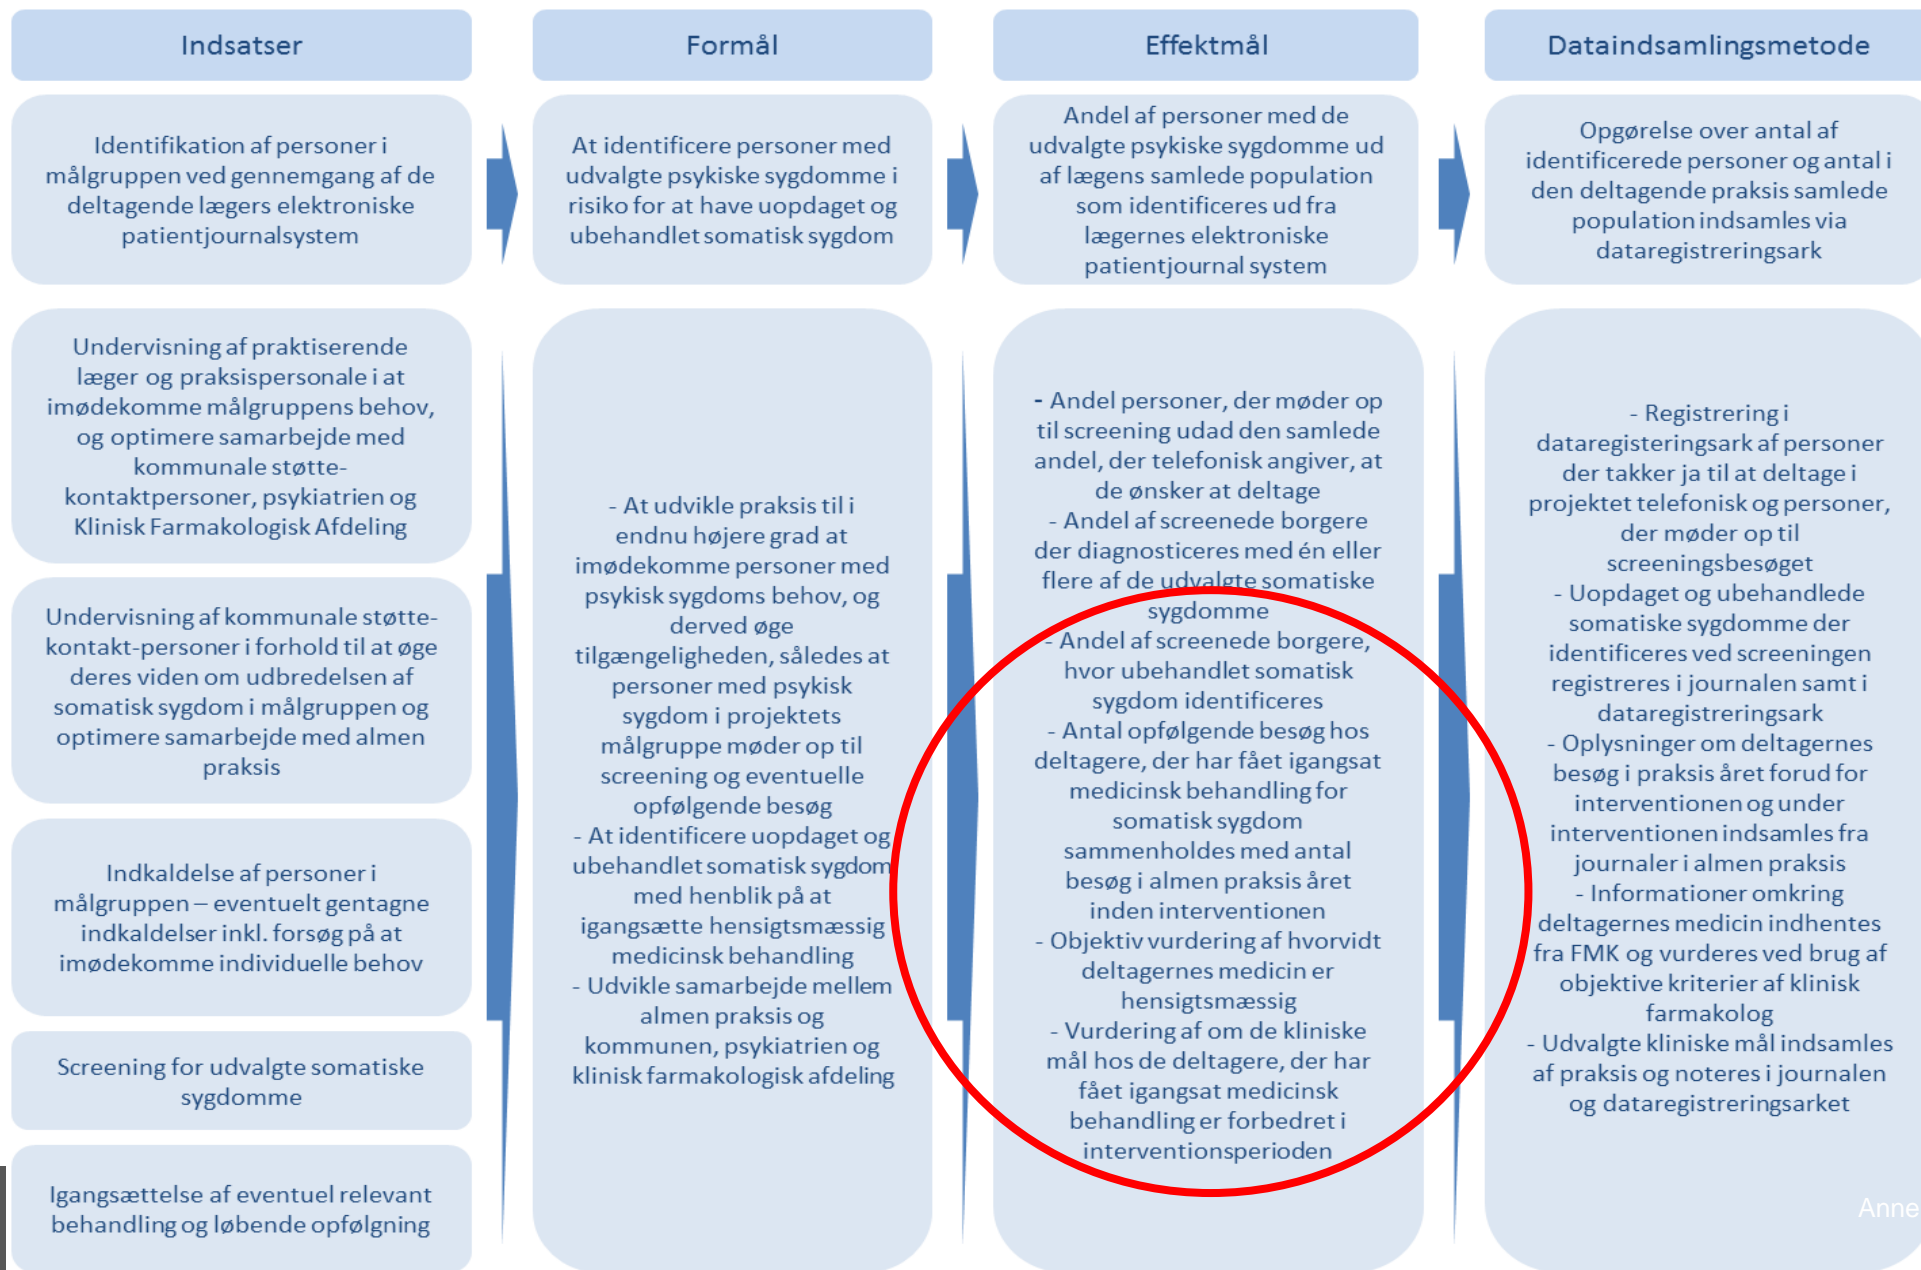 Indsatser
Identifikation af personer i
målgruppen ved gennemgang af de
deltagende lægers elektroniske
patientjournalsystem
Undervisning af praktiserende
læger og praksispersonale i at
imødekomme målgruppens behov,
og optimere samarbejde med
kommunale støtte-
kontaktpersoner, psykiatrien og
Klinisk Farmakologisk Afdeling
Undervisning af kommunale støtte-
kontakt-personer i forhold til at øge
deres viden om udbredelsen af
somatisk sygdom i målgruppen og
optimere samarbejde med almen
praksis
Indkaldelse af personer i
målgruppen – eventuelt gentagne
indkaldelser inkl. forsøg på at
imødekomme individuelle behov
Screening for udvalgte somatiske
sygdomme
Igangsættelse af eventuel relevant
behandling og løbende opfølgning
Formål
At identificere personer med
udvalgte psykiske sygdomme i
risiko for at have uopdaget og
ubehandlet somatisk sygdom
- At udvikle praksis til i
endnu højere grad at
imødekomme personer med
psykisk sygdoms behov, og
derved øge
tilgængeligheden, således at
personer med psykisk
sygdom i projektets
målgruppe møder op til
screening og eventuelle
opfølgende besøg
- At identificere uopdaget og
ubehandlet somatisk sygdom
med henblik på at
igangsætte hensigtsmæssig
medicinsk behandling
- Udvikle samarbejde mellem
almen praksis og
kommunen, psykiatrien og
klinisk farmakologisk afdeling
Effektmål
Andel af personer med de
udvalgte psykiske sygdomme ud
af lægens samlede population
som identificeres ud fra
lægernes elektroniske
patientjournal system
- Andel personer, der møder op
til screening udad den samlede
andel, der telefonisk angiver, at
de ønsker at deltage
- Andel af screenede borgere
der diagnosticeres med én eller
flere af de udvalgte somatiske
sygdomme
- Andel af screenede borgere,
hvor ubehandlet somatisk
sygdom identificeres
- Antal opfølgende besøg hos
deltagere, der har fået igangsat
medicinsk behandling for
somatisk sygdom
sammenholdes med antal
besøg i almen praksis året
inden interventionen
- Objektiv vurdering af hvorvidt
deltagernes medicin er
hensigtsmæssig
- Vurdering af om de kliniske
mål hos de deltagere, der har
fået igangsat medicinsk
behandling er forbedret i
interventionsperioden
Dataindsamlingsmetode
Opgørelse over antal af
identificerede personer og antal i
den deltagende praksis samlede
population indsamles via
dataregistreringsark
- Registrering i
dataregisteringsark af personer
der takker ja til at deltage i
projektet telefonisk og personer,
der møder op til
screeningsbesøget
- Uopdaget og ubehandlede
somatiske sygdomme der
identificeres ved screeningen
registreres i journalen samt i
dataregistreringsark
- Oplysninger om deltagernes
besøg i praksis året forud for
interventionen og under
interventionen indsamles fra
journaler i almen praksis
- Informationer omkring
deltagernes medicin indhentes
fra FMK og vurderes ved brug af
objektive kriterier af klinisk
farmakolog
- Udvalgte kliniske mål indsamles
af praksis og noteres i journalen
og dataregistreringsarket
Anne